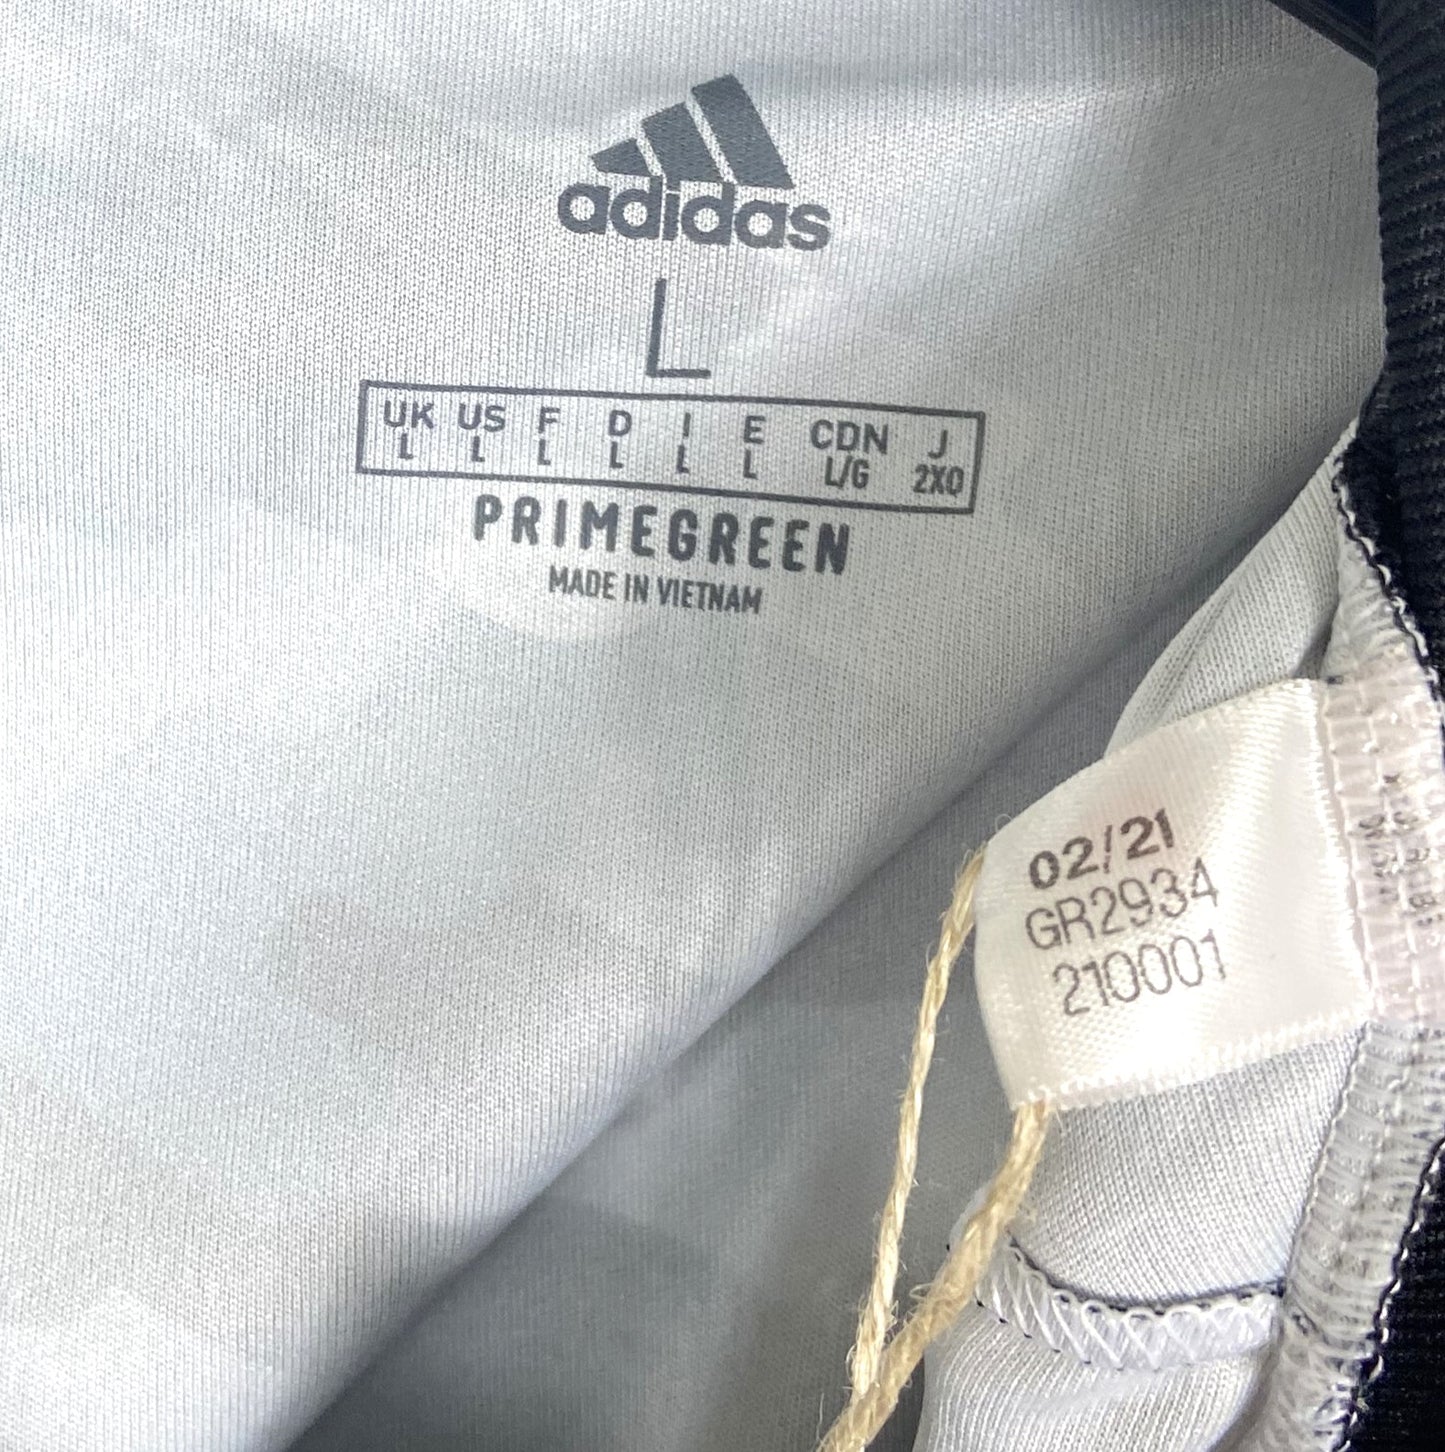 adidas
L
UK US F D I E CDN J
L L L L L L L/G 2XO
PRIMEGREEN
MADE IN VIETNAM
02/21
GR2934
210001